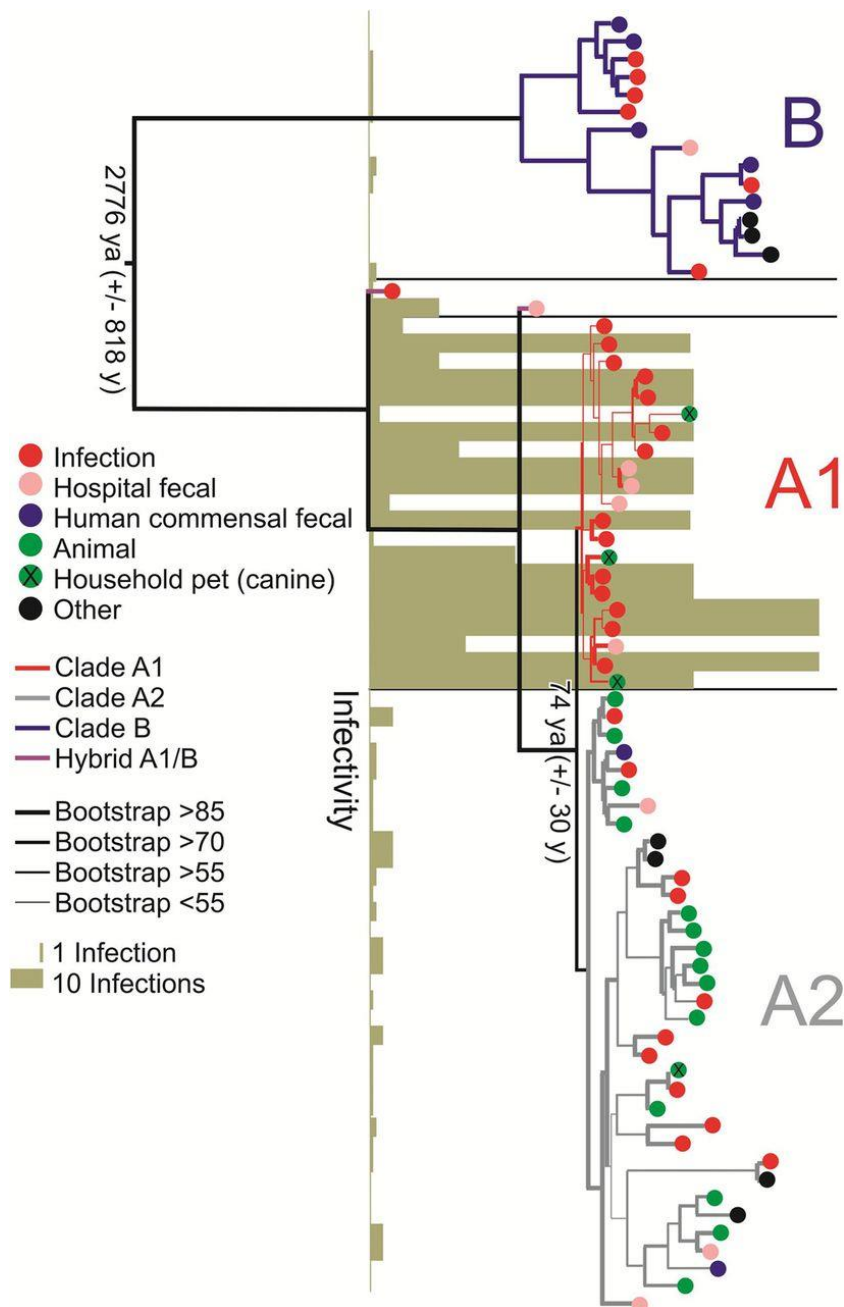 B
2776 ya (+/- 818 y)
Infection
Hospital fecal
Human commensal fecal
Animal
X Household pet (canine)
Other
A1
Clade A1
Clade A2
Clade B
Hybrid A1/B
Infectivity
74 ya (+/- 30 y)
Bootstrap >85
Bootstrap >70
Bootstrap >55
Bootstrap <55
1 Infection
10 Infections
A2
X
X
X
X